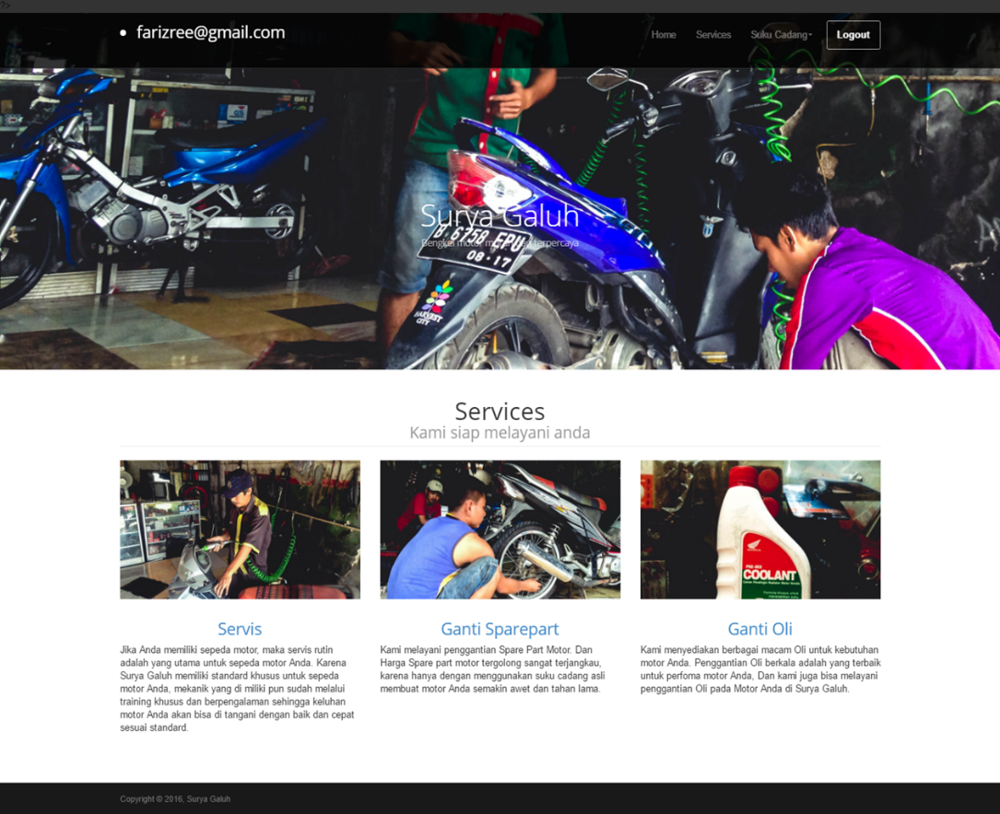 ?>
farizree@gmail.com
Home
Services
Suku Cadang
Logout
Surya Galuh
Bengkel motor terpercaya
B 6758 EPU
08·17
HARVEST
CITY
Services
Kami siap melayani anda
HONDA
COOLANT
Servis
Ganti Sparepart
Ganti Oli
Jika Anda memiliki sepeda motor, maka servis rutin
adalah yang utama untuk sepeda motor Anda. Karena
Surya Galuh memiliki standard khusus untuk sepeda
motor Anda, mekanik yang di miliki pun sudah melalui
training khusus dan berpengalaman sehingga keluhan
motor Anda akan bisa di tangani dengan baik dan cepat
sesuai standard.
Kami melayani penggantian Spare Part Motor. Dan
Harga Spare part motor tergolong sangat terjangkau,
karena hanya dengan menggunakan suku cadang asli
membuat motor Anda semakin awet dan tahan lama.
Kami menyediakan berbagai macam Oli untuk kebutuhan
motor Anda. Penggantian Oli berkala adalah yang terbaik
untuk perfoma motor Anda, Dan kami juga bisa melayani
penggantian Oli pada Motor Anda di Surya Galuh.
Copyright © 2016, Surya Galuh